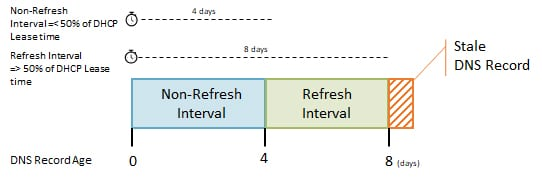 Non-Refresh
Interval =< 50% of DHCP
Lease time
4 days
Refresh Interval
=> 50% of DHCP Lease
time
8 days
Stale
DNS Record
Non-Refresh
Interval
Refresh
Interval
DNS Record Age
0
4
8 (days)